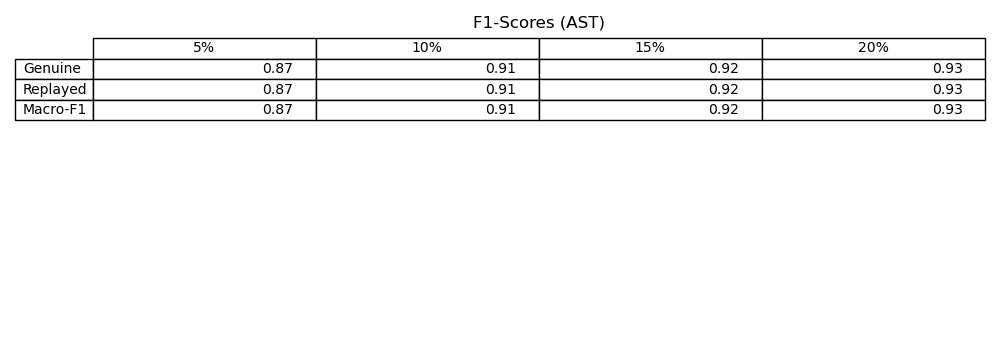 F1-Scores (AST)
5% 10% 15% 20%
Genuine 0.87 0.91 0.92 0.93
Replayed 0.87 0.91 0.92 0.93
Macro-F1 0.87 0.91 0.92 0.93